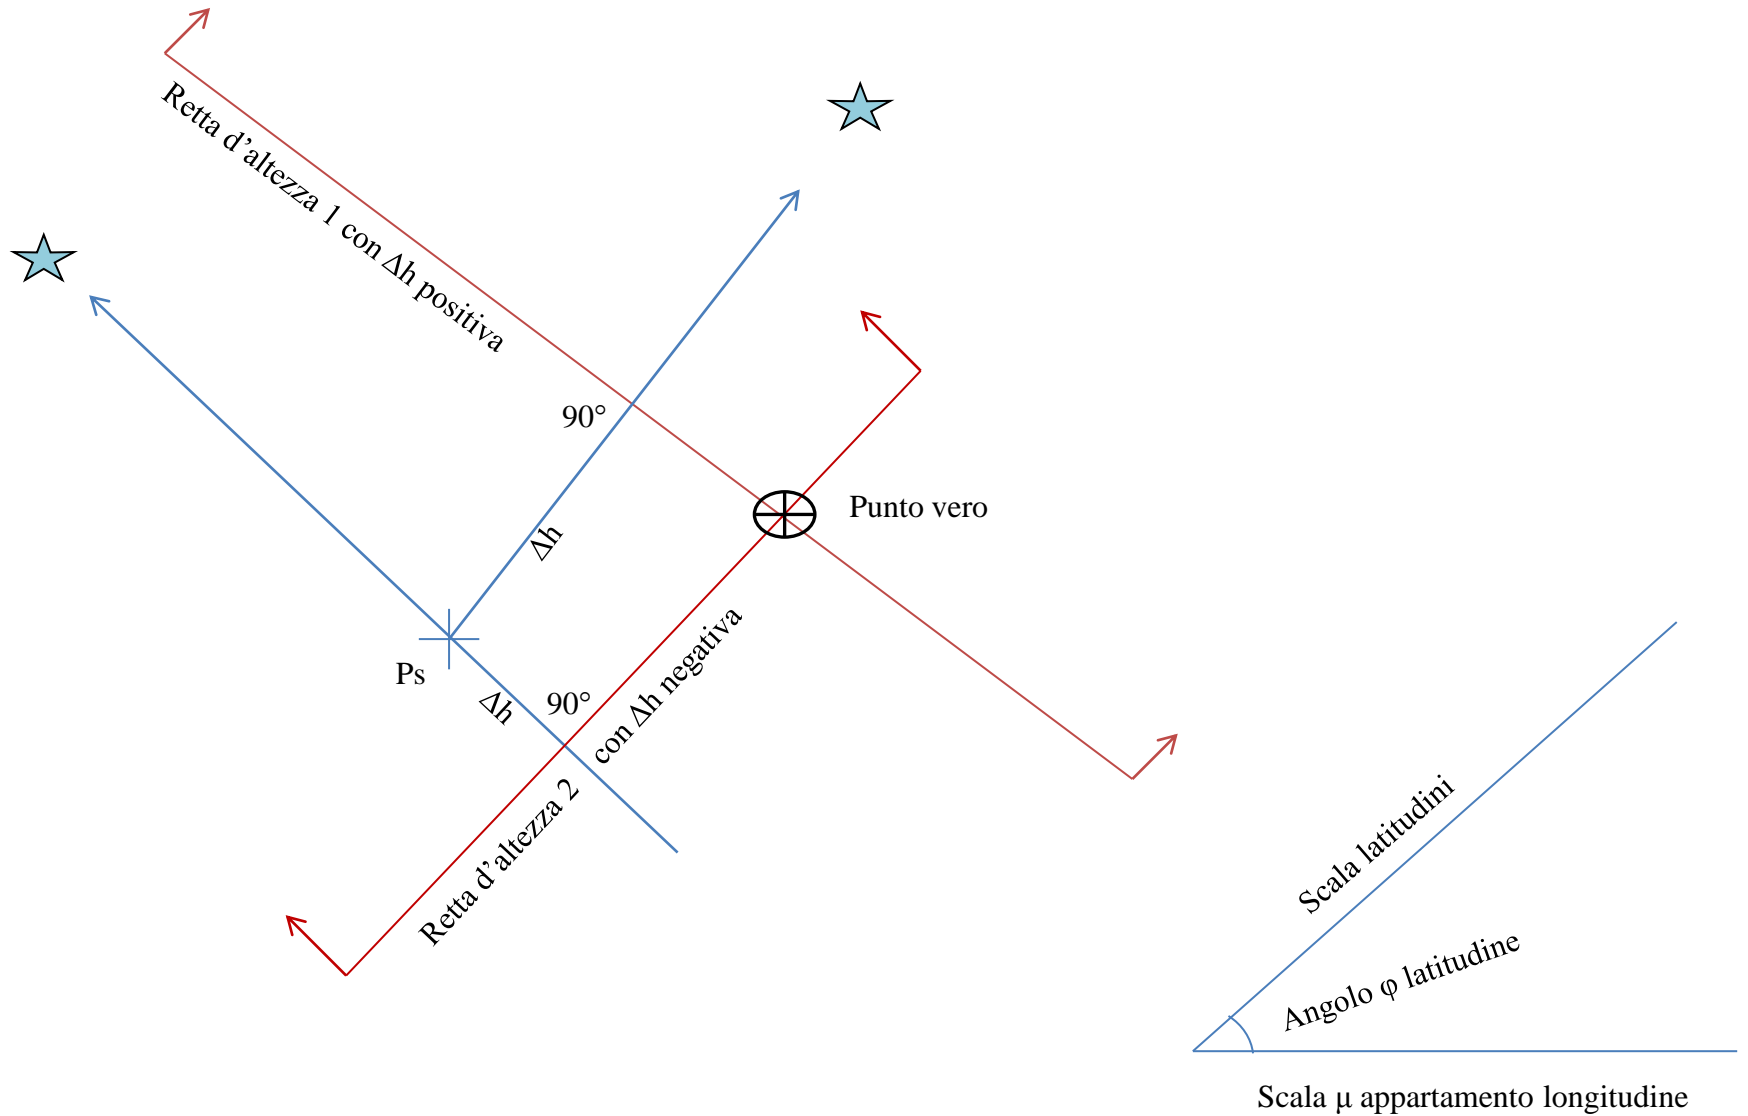 Retta d’altezza 1 con Δh positiva
90°
Punto vero
Δh
Ps
Δh
90°
Retta d’altezza 2 con Δh negativa
Scala latitudini
Angolo φ latitudine
Scala μ appartamento longitudine